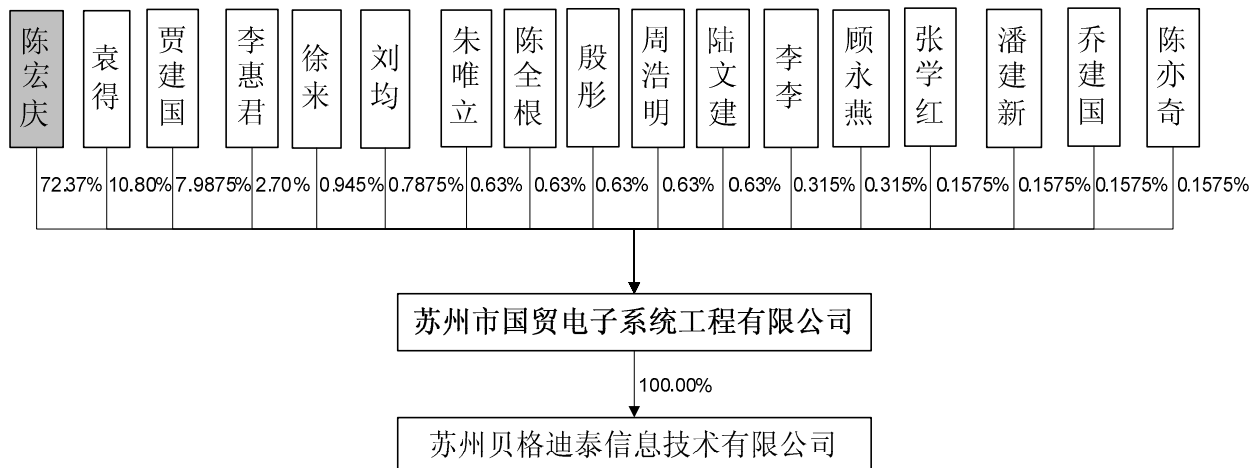 陈宏庆
袁得
贾建国
李惠君
徐来
刘均
朱唯立
陈全根
殷彤
周浩明
陆文建
李李
顾永燕
张学红
潘建新
乔建国
陈亦奇
72.37%
10.80%
7.9875%
2.70%
0.945%
0.7875%
0.63%
0.63%
0.63%
0.63%
0.63%
0.315%
0.315%
0.1575%
0.1575%
0.1575%
0.1575%
苏州市国贸电子系统工程有限公司
100.00%
苏州贝格迪泰信息技术有限公司